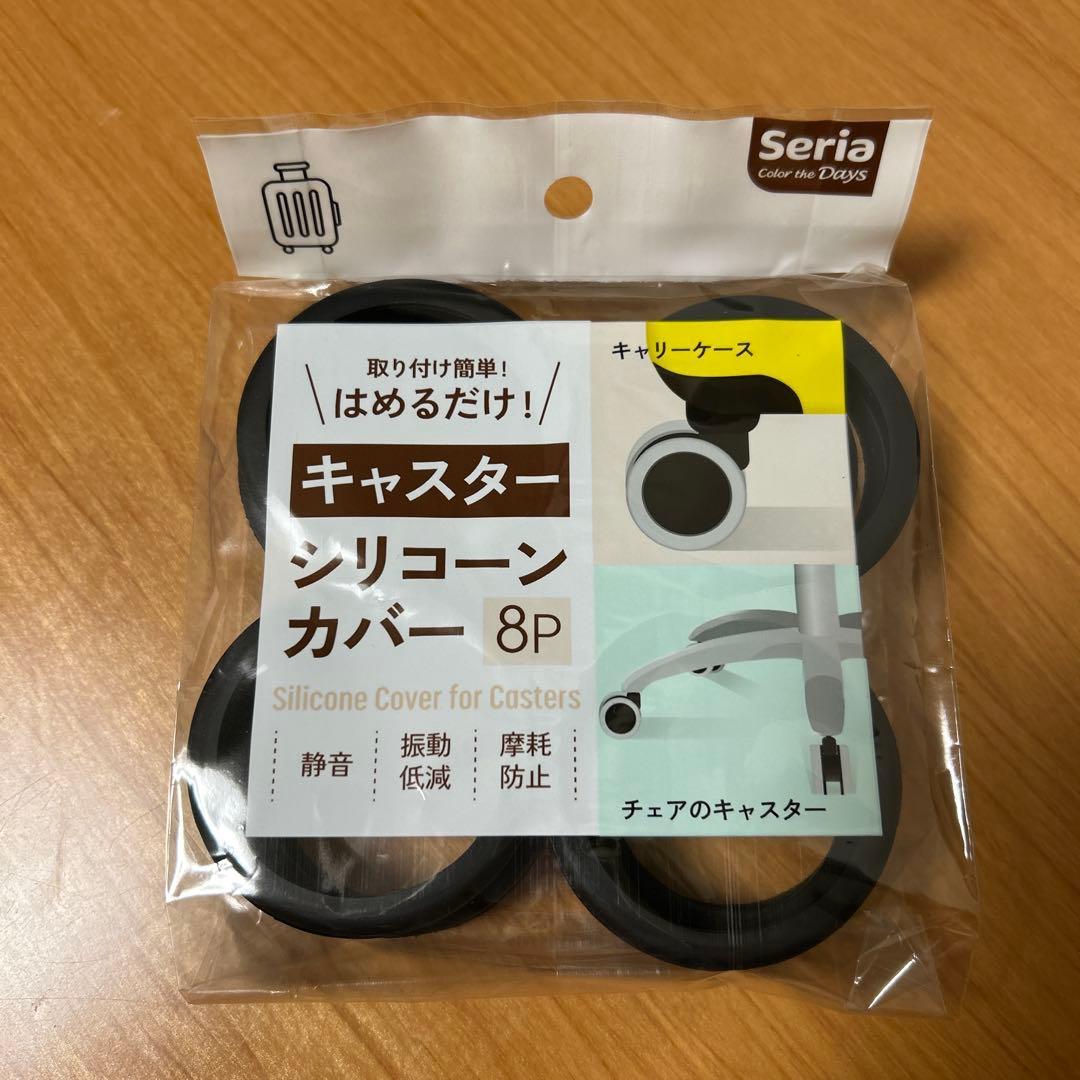 Seria
Color the Days
取り付け簡単!
はめるだけ!
キャスター
シリコーン
カバー 8P
Silicone Cover for Casters
静音
振動
低減
摩耗
防止
キャリーケース
チェアのキャスター